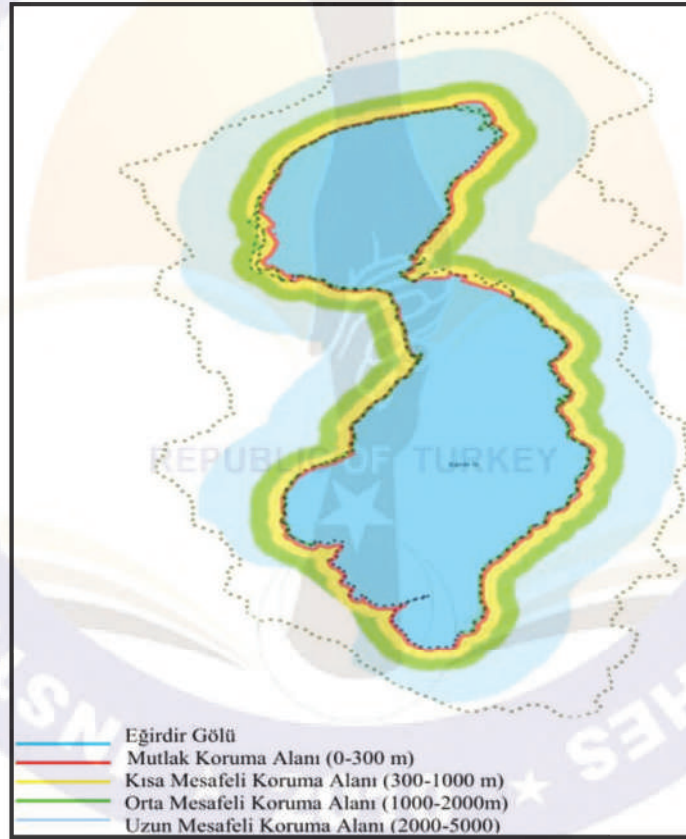 REPUBLIC OF TURKEY
Eğirdir Gölü
Mutlak Koruma Alanı (0-300 m)
Kısa Mesafeli Koruma Alanı (300-1000 m)
Orta Mesafeli Koruma Alanı (1000-2000m)
Uzun Mesafeli Koruma Alanı (2000-5000)